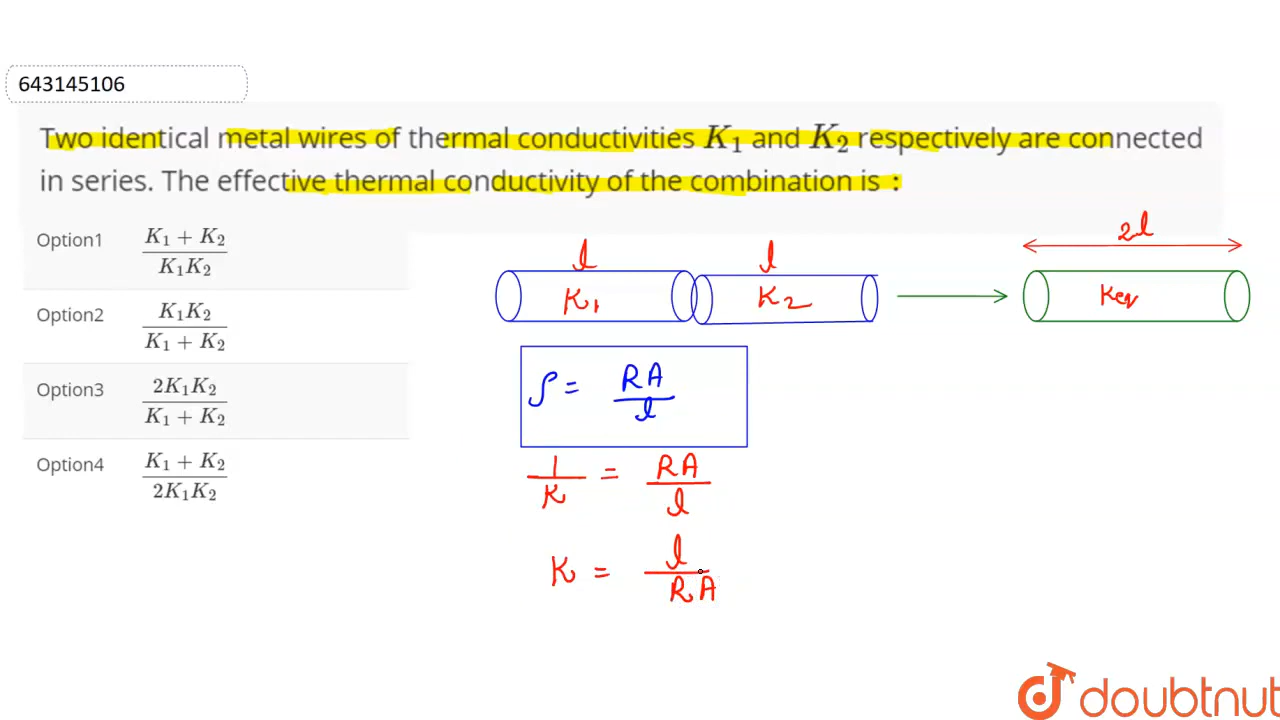 643145106
Two identical metal wires of thermal conductivities K₁ and K₂ respectively are connected
in series. The effective thermal conductivity of the combination is :
Option1 (K₁ + K₂)/(K₁K₂)
Option2 (K₁K₂)/(K₁ + K₂)
Option3 (2K₁K₂)/(K₁ + K₂)
Option4 (K₁ + K₂)/(2K₁K₂)
l l 2l
K₁ K₂ Keq
ρ = RA/l
1/K = RA/l
K = l/RA
doubtnut